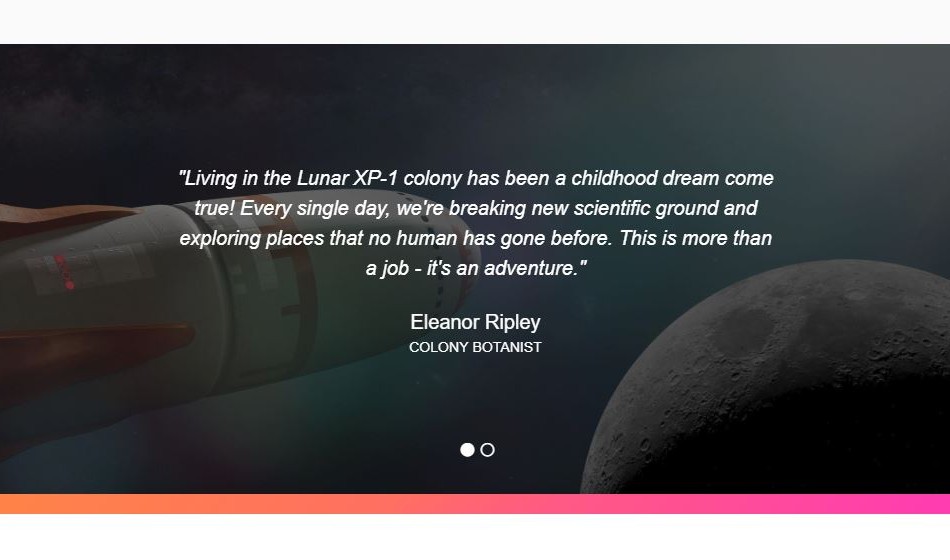 "Living in the Lunar XP-1 colony has been a childhood dream come
true! Every single day, we're breaking new scientific ground and
exploring places that no human has gone before. This is more than
a job - it's an adventure."
Eleanor Ripley
COLONY BOTANIST